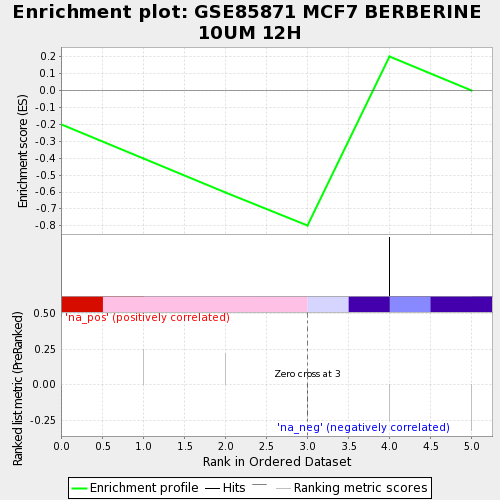 Enrichment plot: GSE85871 MCF7 BERBERINE
10UM 12H
Enrichment score (ES)
0.2
0.1
0.0
-0.1
-0.2
-0.3
-0.4
-0.5
-0.6
-0.7
-0.8
Ranked list metric (PreRanked)
0.50
0.25
0.00
-0.25
'na_pos' (positively correlated)
Zero cross at 3
'na_neg' (negatively correlated)
0.0 0.5 1.0 1.5 2.0 2.5 3.0 3.5 4.0 4.5 5.0
Rank in Ordered Dataset
Enrichment profile Hits Ranking metric scores